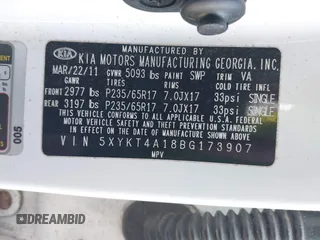 MANUFACTURED BY
KIA KIA MOTORS MANUFACTURING GEORGIA, INC.
MAR/22/11 GVWR 5093 lbs PAINT SWP TRIM VA
COLD TIRE INFL
FRONT 2977 lbs P235/65R17 7.0JX17 33psi SINGLE
REAR 3197 lbs P235/65R17 7.0JX17 33psi SINGLE
THIS VEHICLE CONFORMS TO ALL APPLICABLE
FEDERAL MOTOR VEHICLE SAFETY AND
THEFT PREVENTION STANDARDS IN EFFECT ON THE
DATE OF MANUFACTURE SHOWN ABOVE.
VIN 5XYKT4A18BG173907
MPV
005
DREAMBID